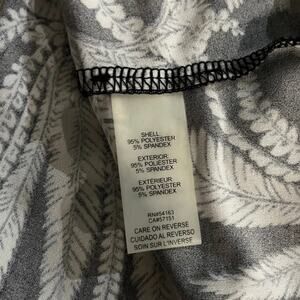 SHELL
95% POLYESTER
5% SPANDEX
EXTERIOR:
95% POLIÉSTER
5% SPANDEX
EXTÉRIEUR:
95% POLYESTER
5% SPANDEX
RN#54163
CA#57151
CARE ON REVERSE
CUIDADO AL REVERSO
SOIN SUR L'INVERSE